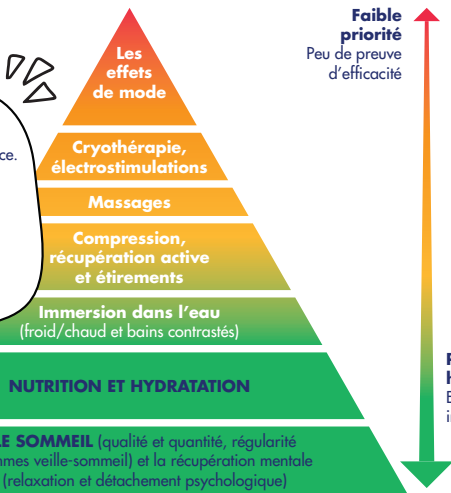 Faible
priorité
Peu de preuve
d'efficacité
Les
effets
de mode
ce.
Cryothérapie,
électrostimulations
Massages
Compression,
récupération active
et étirements
Immersion dans l'eau
(froid/chaud et bains contrastés)
NUTRITION ET HYDRATATION
LE SOMMEIL (qualité et quantité, régularité
mes veille-sommeil) et la récupération mentale
(relaxation et détachement psychologique)